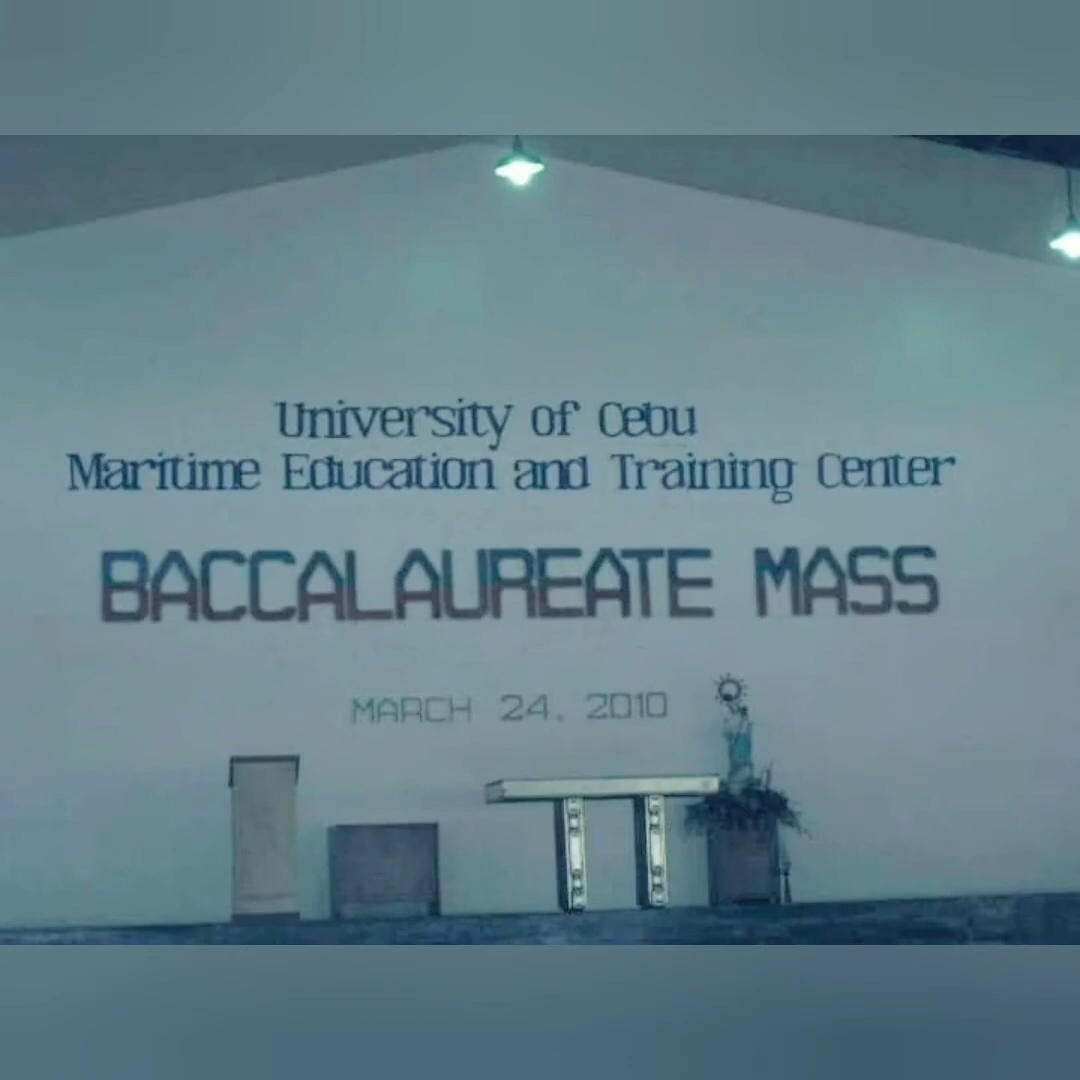 University of Cebu
Maritime Education and Training Center
BACCALAUREATE MASS
MARCH 24, 2010